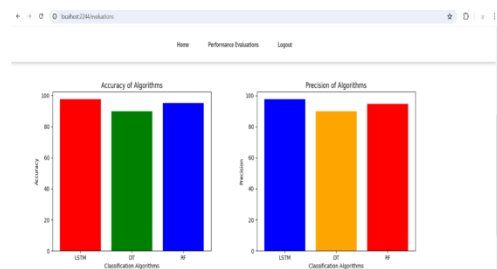 localhost:2344/evaluations
Home Performance Evaluations Logout
Accuracy of Algorithms
100
80
60
40
20
0
Accuracy
LSTM DT RF
Classification Algorithms
Precision of Algorithms
100
80
60
40
20
0
Precision
LSTM DT RF
Classification Algorithms